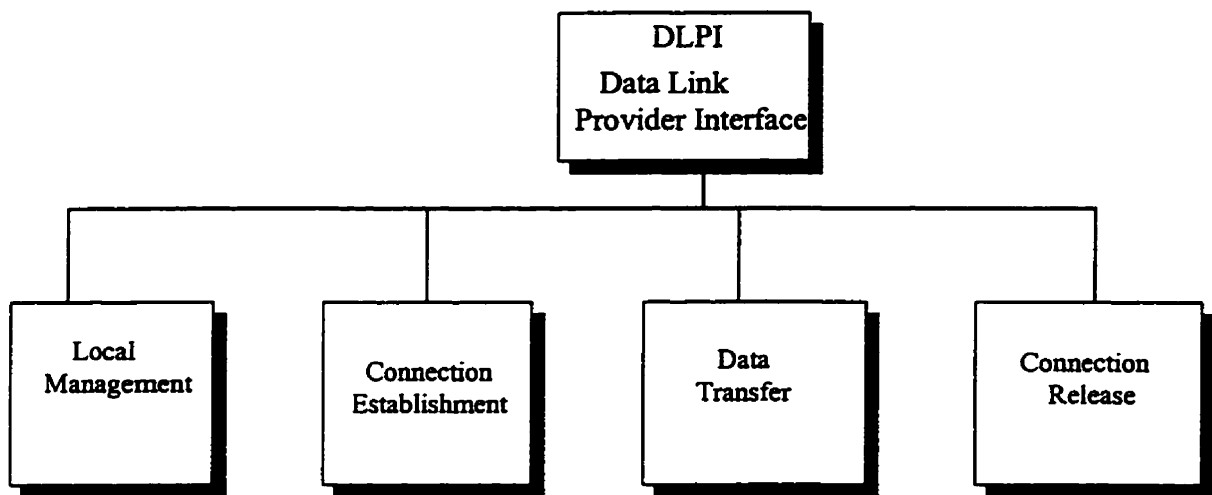 DLPI
Data Link
Provider Interface
Local
Management
Connection
Establishment
Data
Transfer
Connection
Release